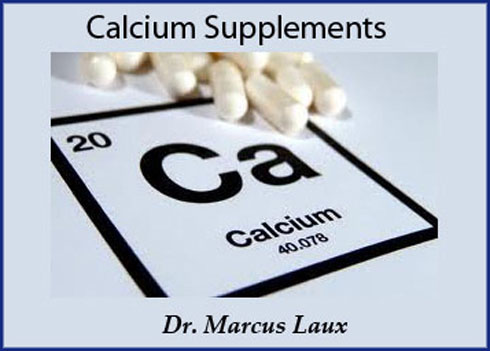 Calcium Supplements
20
Ca
Calcium
40.078
Dr. Marcus Laux